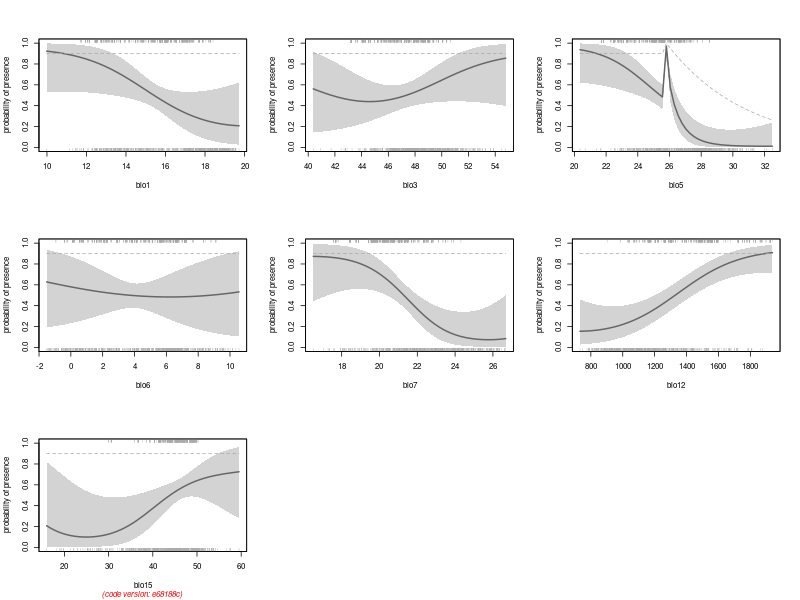 probability of presence
0.0 0.2 0.4 0.6 0.8 1.0
10 12 14 16 18 20
bio1
probability of presence
0.0 0.2 0.4 0.6 0.8 1.0
40 42 44 46 48 50 52 54
bio3
probability of presence
0.0 0.2 0.4 0.6 0.8 1.0
20 22 24 26 28 30 32
bio5
probability of presence
0.0 0.2 0.4 0.6 0.8 1.0
-2 0 2 4 6 8 10
bio6
probability of presence
0.0 0.2 0.4 0.6 0.8 1.0
18 20 22 24 26
bio7
probability of presence
0.0 0.2 0.4 0.6 0.8 1.0
800 1000 1200 1400 1600 1800
bio12
probability of presence
0.0 0.2 0.4 0.6 0.8 1.0
20 30 40 50 60
bio15
(code version: e68188c)